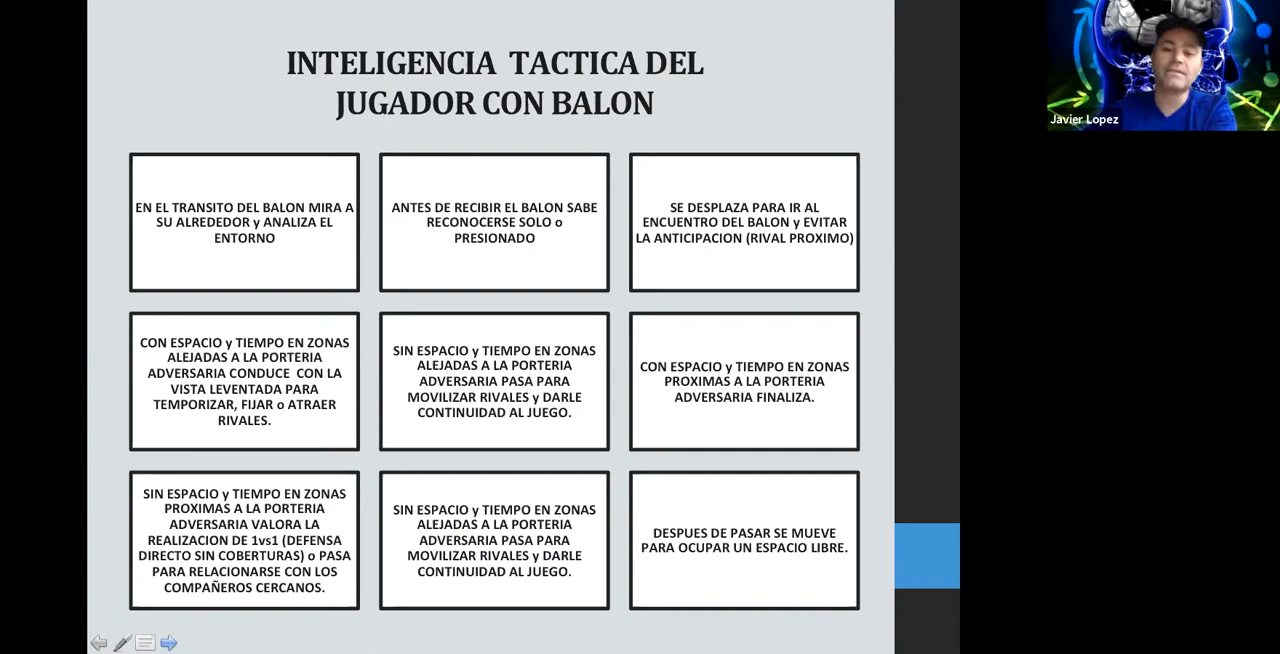 INTELIGENCIA TACTICA DEL
JUGADOR CON BALON
Javier Lopez
EN EL TRANSITO DEL BALON MIRA A
SU ALREDEDOR y ANALIZA EL
ENTORNO
ANTES DE RECIBIR EL BALON SABE
RECONOCERSE SOLO o
PRESIONADO
SE DESPLAZA PARA IR AL
ENCUENTRO DEL BALON y EVITAR
LA ANTICIPACION (RIVAL PROXIMO)
CON ESPACIO y TIEMPO EN ZONAS
ALEJADAS A LA PORTERIA
ADVERSARIA CONDUCE CON LA
VISTA LEVENTADA PARA
TEMPORIZAR, FIJAR o ATRAER
RIVALES.
SIN ESPACIO y TIEMPO EN ZONAS
ALEJADAS A LA PORTERIA
ADVERSARIA PASA PARA
MOVILIZAR RIVALES y DARLE
CONTINUIDAD AL JUEGO.
CON ESPACIO y TIEMPO EN ZONAS
PROXIMAS A LA PORTERIA
ADVERSARIA FINALIZA.
SIN ESPACIO y TIEMPO EN ZONAS
PROXIMAS A LA PORTERIA
ADVERSARIA VALORA LA
REALIZACION DE 1vs1 (DEFENSA
DIRECTO SIN COBERTURAS) o PASA
PARA RELACIONARSE CON LOS
COMPAÑEROS CERCANOS.
SIN ESPACIO y TIEMPO EN ZONAS
ALEJADAS A LA PORTERIA
ADVERSARIA PASA PARA
MOVILIZAR RIVALES y DARLE
CONTINUIDAD AL JUEGO.
DESPUES DE PASAR SE MUEVE
PARA OCUPAR UN ESPACIO LIBRE.